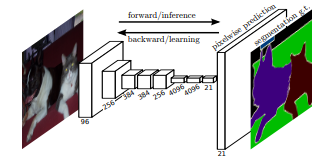 forward/inference
backward/learning
pixelwise prediction
segmentation g.t.
96
256
384
384
256
4096
4096
21
21